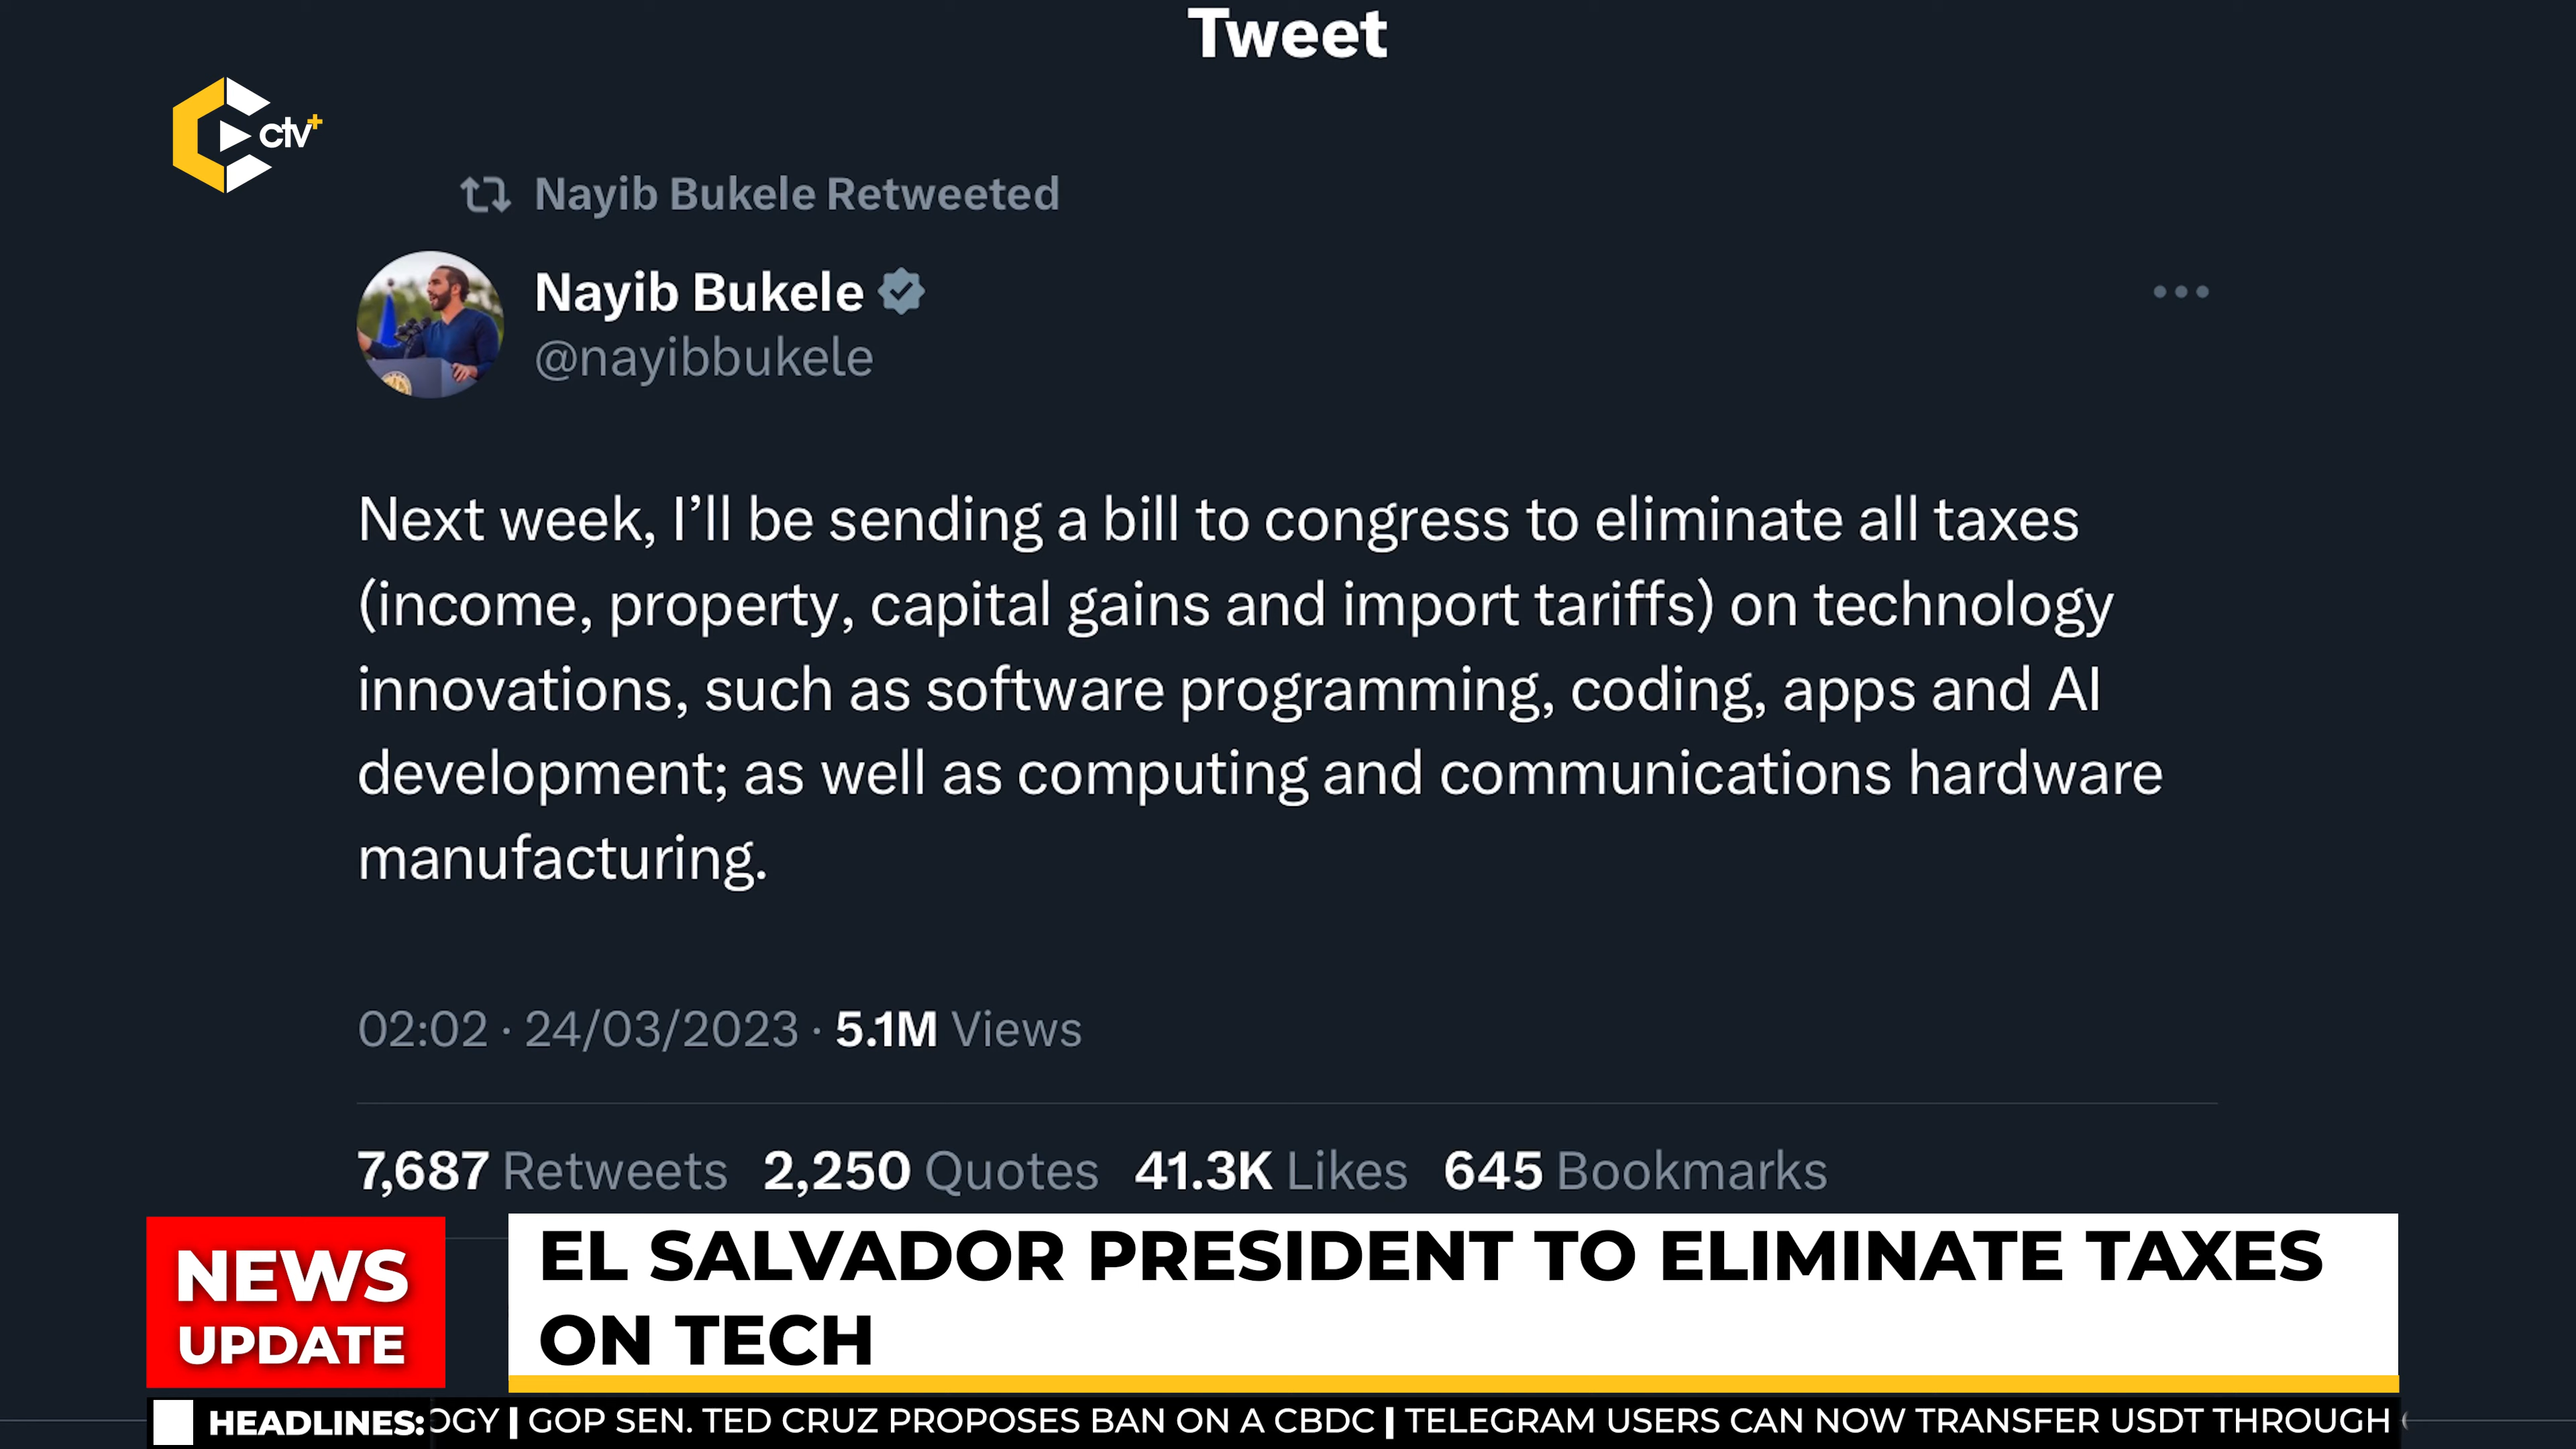 Tweet
ctv+
Nayib Bukele Retweeted
Nayib Bukele
@nayibbukele
Next week, I’ll be sending a bill to congress to eliminate all taxes
(income, property, capital gains and import tariffs) on technology
innovations, such as software programming, coding, apps and AI
development; as well as computing and communications hardware
manufacturing.
02:02 · 24/03/2023 · 5.1M Views
7,687 Retweets 2,250 Quotes 41.3K Likes 645 Bookmarks
NEWS
UPDATE
EL SALVADOR PRESIDENT TO ELIMINATE TAXES
ON TECH
HEADLINES: OGY | GOP SEN. TED CRUZ PROPOSES BAN ON A CBDC | TELEGRAM USERS CAN NOW TRANSFER USDT THROUGH